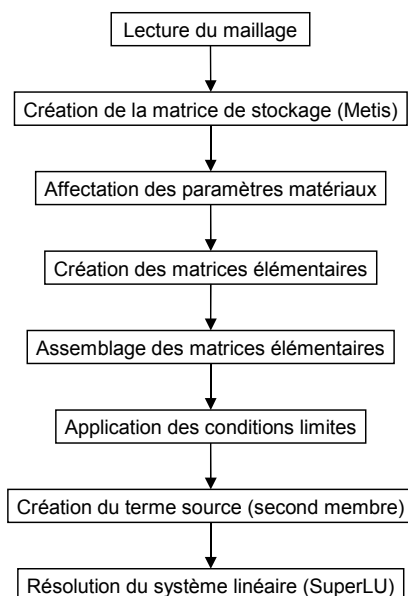 Lecture du maillage
Création de la matrice de stockage (Metis)
Affectation des paramètres matériaux
Création des matrices élémentaires
Assemblage des matrices élémentaires
Application des conditions limites
Création du terme source (second membre)
Résolution du système linéaire (SuperLU)